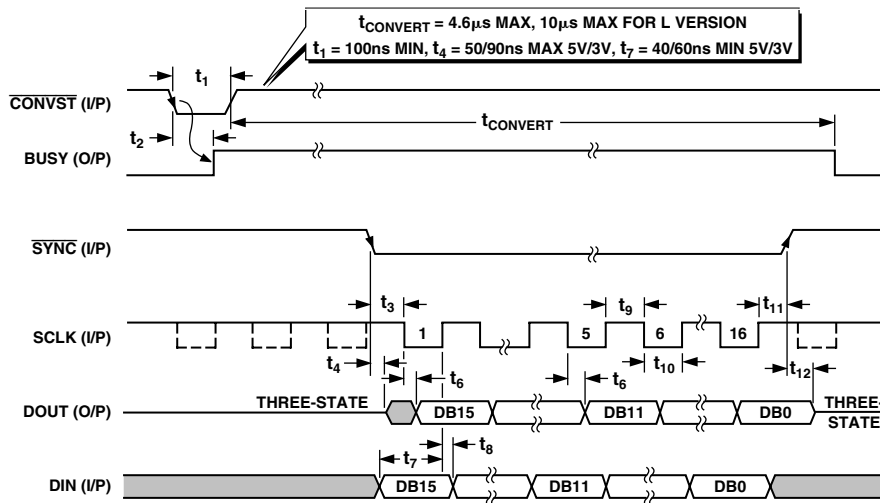 tCONVERT = 4.6µs MAX, 10µs MAX FOR L VERSION
t1 = 100ns MIN, t4 = 50/90ns MAX 5V/3V, t7 = 40/60ns MIN 5V/3V
t1
CONVST (I/P)
tCONVERT
t2
BUSY (O/P)
SYNC (I/P)
t3
t9
t11
SCLK (I/P)
1
5
6
16
t4
t6
t6
t10
t12
DOUT (O/P)
THREE-STATE
DB15
DB11
DB0
THREE-
STATE
t7
t8
DIN (I/P)
DB15
DB11
DB0